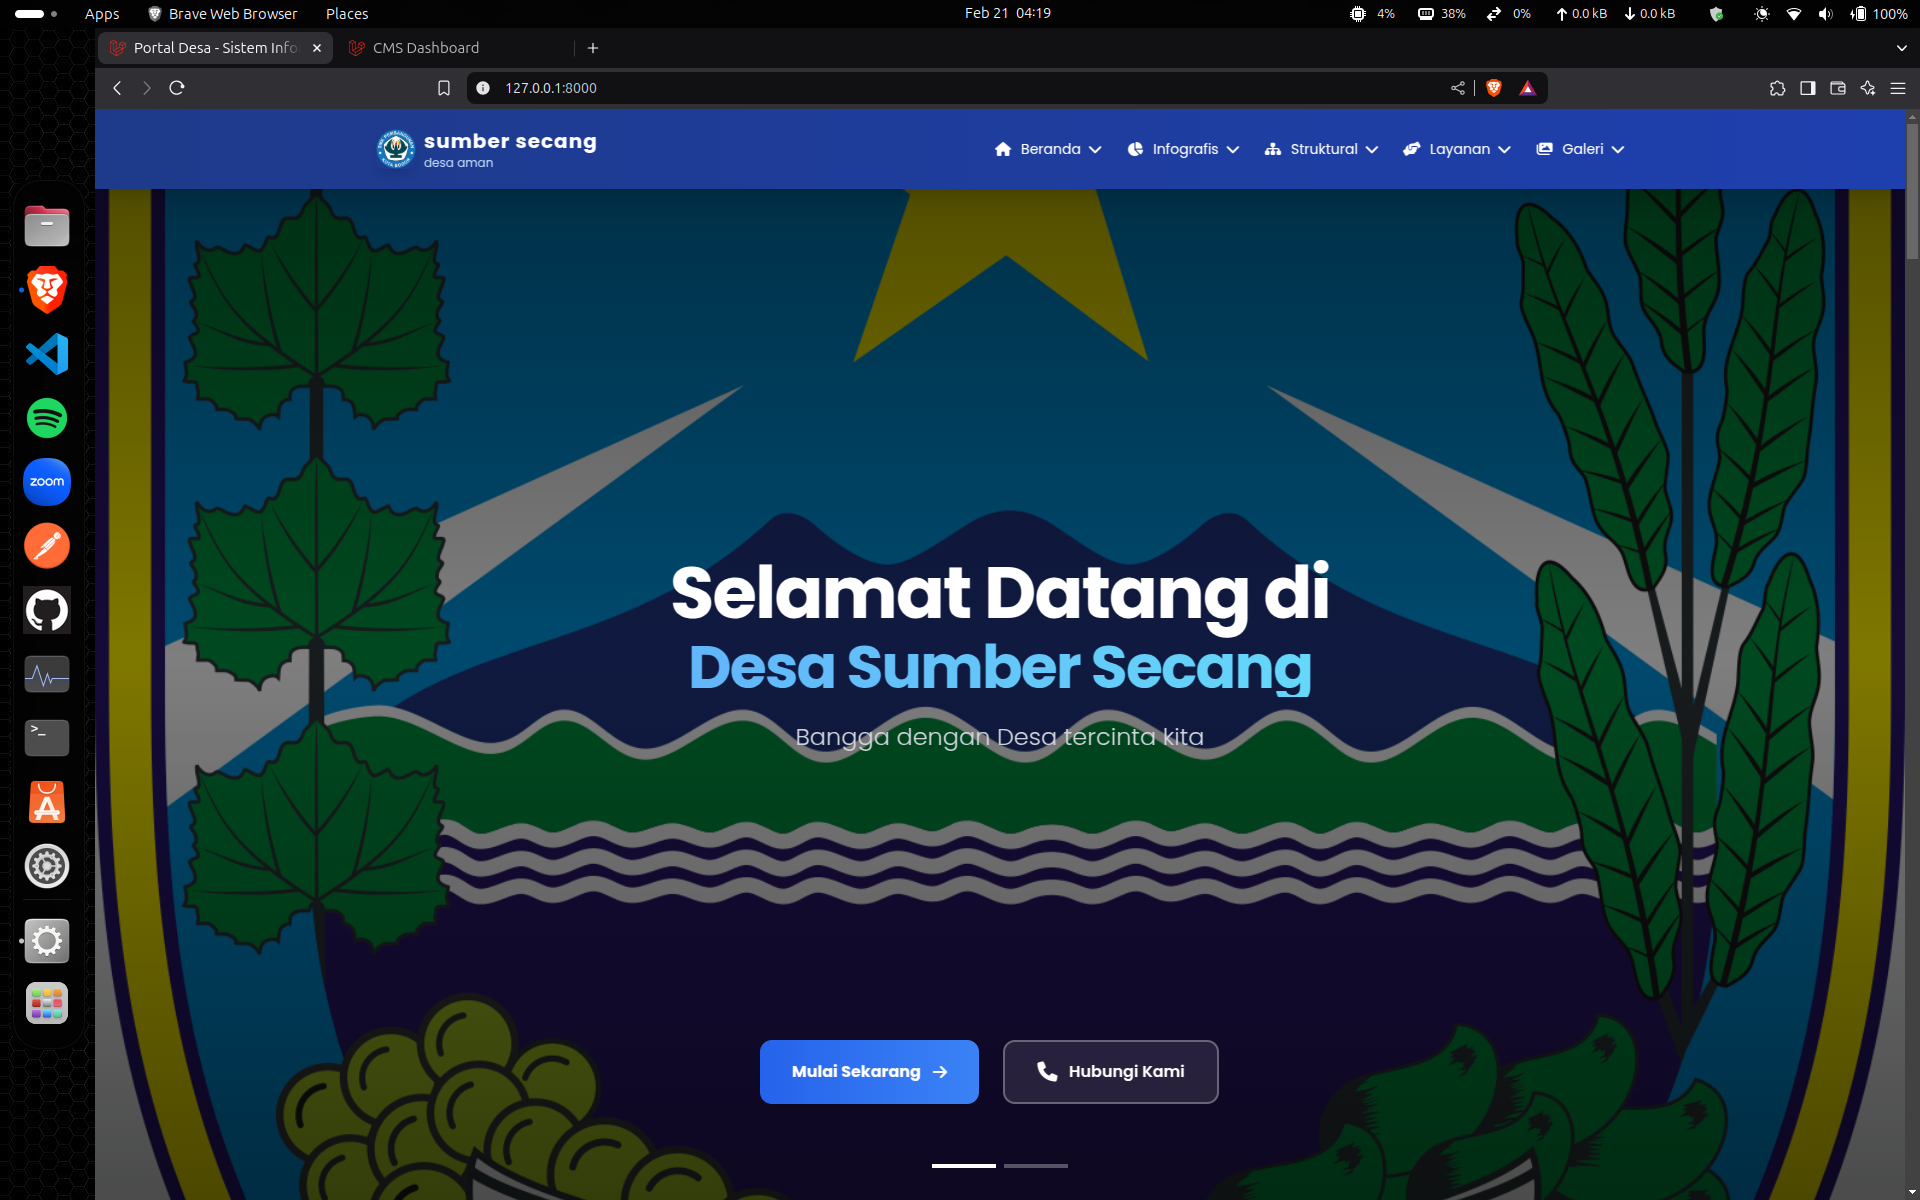 Apps
Brave Web Browser
Places
Feb 21 04:19
4%
38%
0%
0.0 kB
0.0 kB
100%
Portal Desa - Sistem Info
CMS Dashboard
127.0.0.1:8000
sumber secang
desa aman
Beranda
Infografis
Struktural
Layanan
Galeri
zoom
Selamat Datang di
Desa Sumber Secang
Bangga dengan Desa tercinta kita
Mulai Sekarang
Hubungi Kami